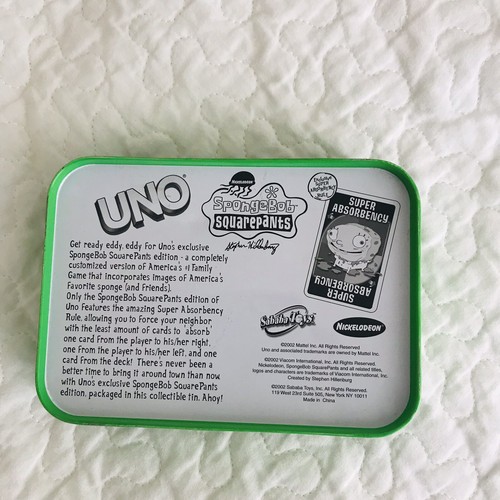 UNO®
NICKELODEON
SpongeBob
SQUAREPANTS
Stephen Hillenburg
Includes
SUPER
ABSORBENCY
RULE
SUPER
ABSORBENCY
SUPER
ABSORBENCY
Get ready eddy, eddy for Uno's exclusive
SpongeBob SquarePants edition - a completely
customized version of America's #1 Family
Game that incorporates images of America's
Favorite sponge (and Friends).
Only the SpongeBob SquarePants edition of
Uno Features the amazing Super Absorbency
Rule, allowing you to Force your neighbor
with the least amount of cards to "absorb"
one card from the player to his/her right,
one from the player to his/her left, and one
card From the deck! There's never been a
better time to bring it around town than now
with Uno's exclusive SpongeBob SquarePants
edition, packaged in this collectible tin. Ahoy!
Sababa Toys
NICKELODEON
©2002 Mattel Inc. All Rights Reserved.
Uno and associated trademarks are owned by Mattel Inc.
©2002 Viacom International, Inc. All Rights Reserved.
Nickelodeon, SpongeBob SquarePants and all related titles,
logos and characters are trademarks of Viacom International, Inc.
Created by Stephen Hillenburg
©2002 Sababa Toys, Inc. All Rights Reserved.
119 West 23rd Suite 505, New York NY 10011
Made in China